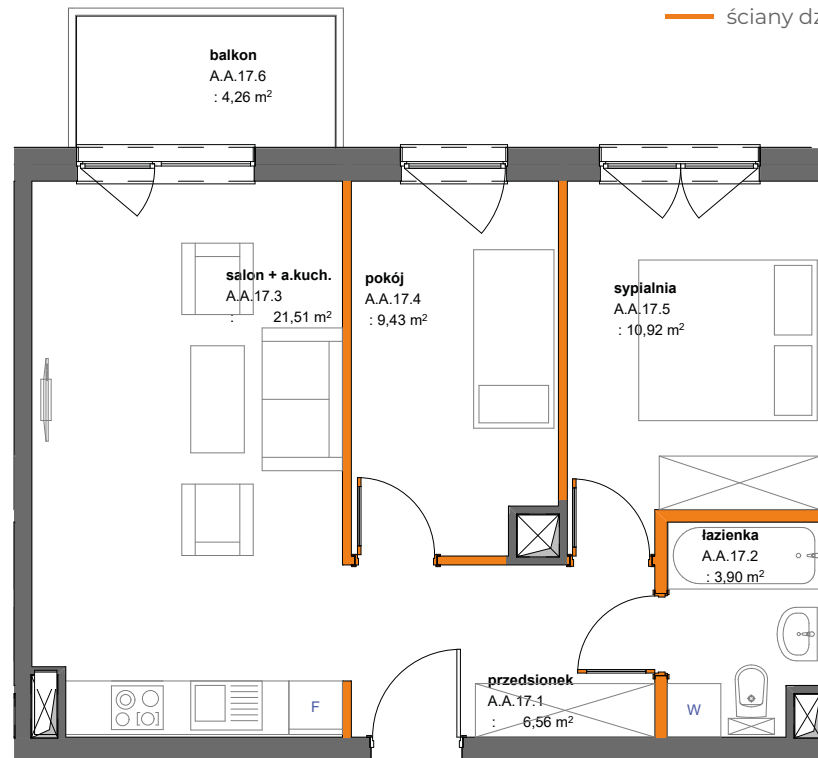 ściany dz
balkon
A.A.17.6
: 4,26 m²
salon + a.kuch.
A.A.17.3
: 21,51 m²
pokój
A.A.17.4
: 9,43 m²
sypialnia
A.A.17.5
: 10,92 m²
łazienka
A.A.17.2
: 3,90 m²
przedsionek
A.A.17.1
: 6,56 m²
F
W